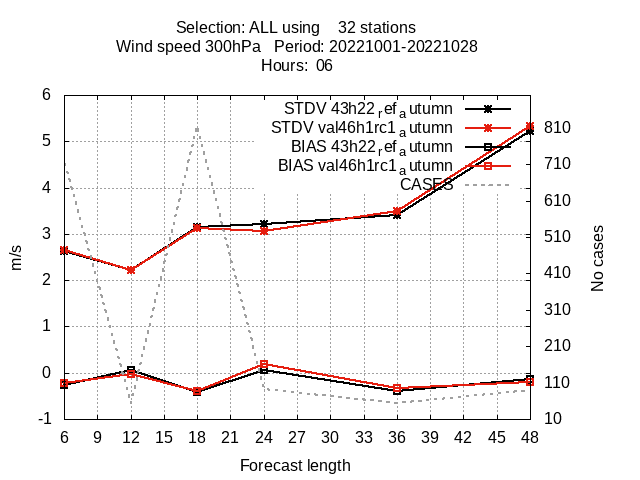 Selection: ALL using    32 stations
Wind speed 300hPa   Period: 20221001-20221028
Hours:  06
STDV 43h22ref_autumn
STDV val46h1rc1_autumn
BIAS 43h22ref_autumn
BIAS val46h1rc1_autumn
CASES
6
5
4
3
2
1
0
-1
m/s
810
710
610
510
410
310
210
110
10
No cases
6 9 12 15 18 21 24 27 30 33 36 39 42 45 48
Forecast length